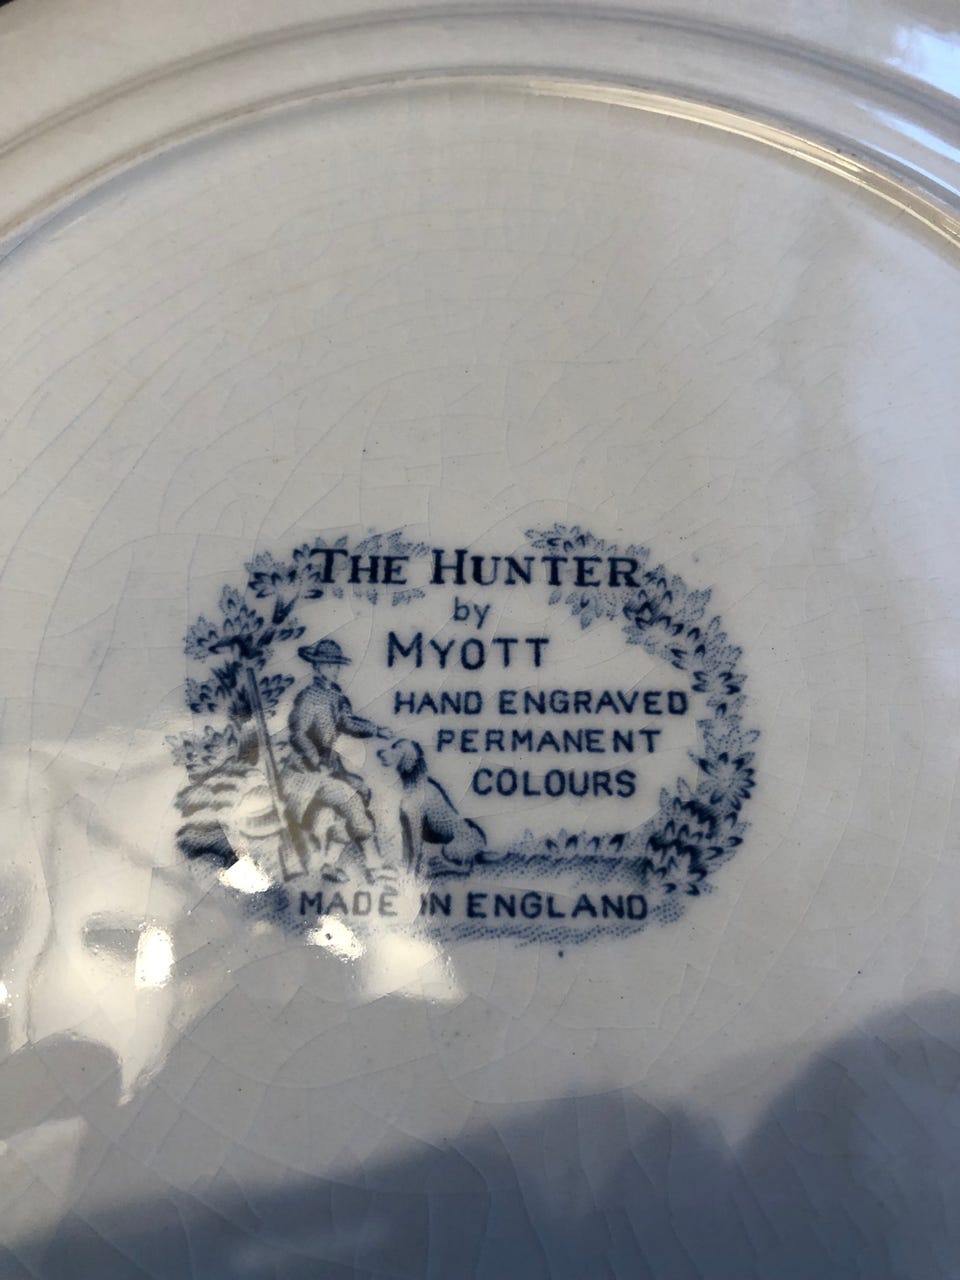 THE HUNTER
by
MYOTT
HAND ENGRAVED
PERMANENT
COLOURS
MADE IN ENGLAND